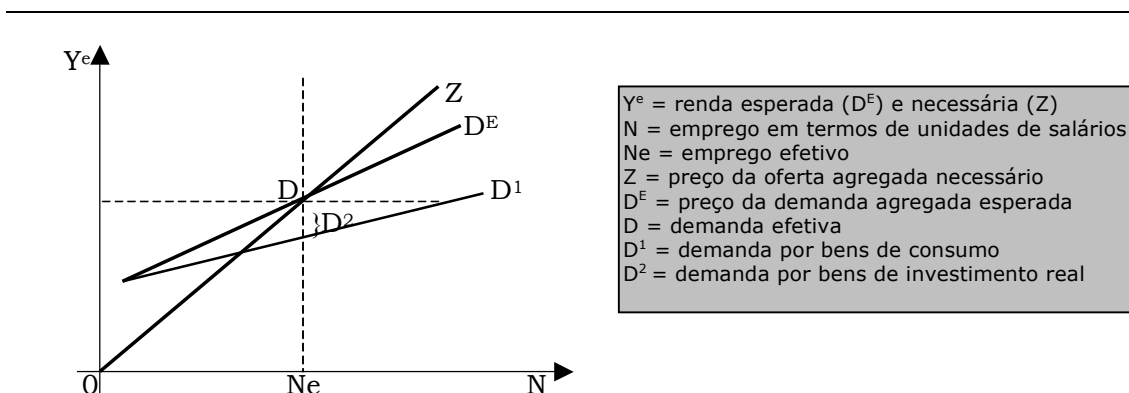 Yᵉ
Z
Dᴱ
D
D¹
}D²
0
Ne
N
Yᵉ = renda esperada (Dᴱ) e necessária (Z)
N = emprego em termos de unidades de salários
Ne = emprego efetivo
Z = preço da oferta agregada necessário
Dᴱ = preço da demanda agregada esperada
D = demanda efetiva
D¹ = demanda por bens de consumo
D² = demanda por bens de investimento real